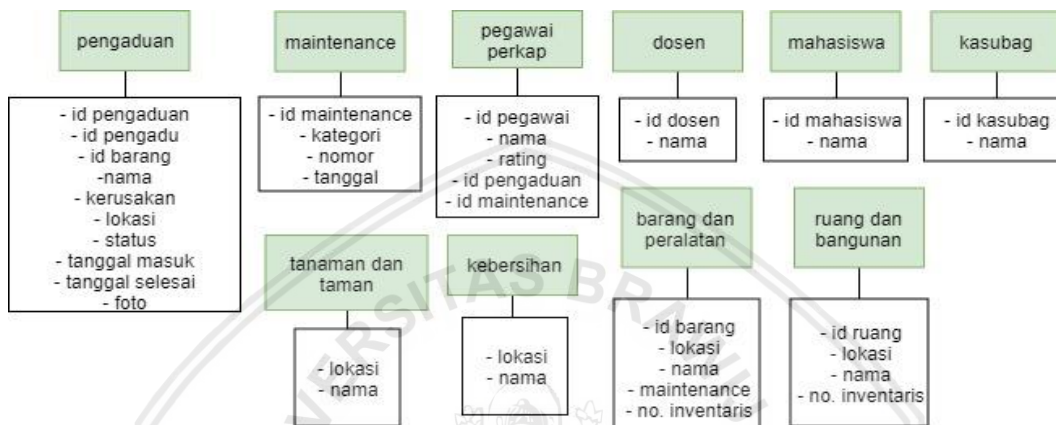 pengaduan
- id pengaduan
- id pengadu
- id barang
-nama
- kerusakan
- lokasi
- status
- tanggal masuk
- tanggal selesai
- foto
maintenance
- id maintenance
- kategori
- nomor
- tanggal
pegawai
perkap
- id pegawai
- nama
- rating
- id pengaduan
- id maintenance
dosen
- id dosen
- nama
mahasiswa
- id mahasiswa
- nama
kasubag
- id kasubag
- nama
tanaman dan
taman
- lokasi
- nama
kebersihan
- lokasi
- nama
barang dan
peralatan
- id barang
- lokasi
- nama
- maintenance
- no. inventaris
ruang dan
bangunan
- id ruang
- lokasi
- nama
- no. inventaris
VERSITAS BRAWIJ